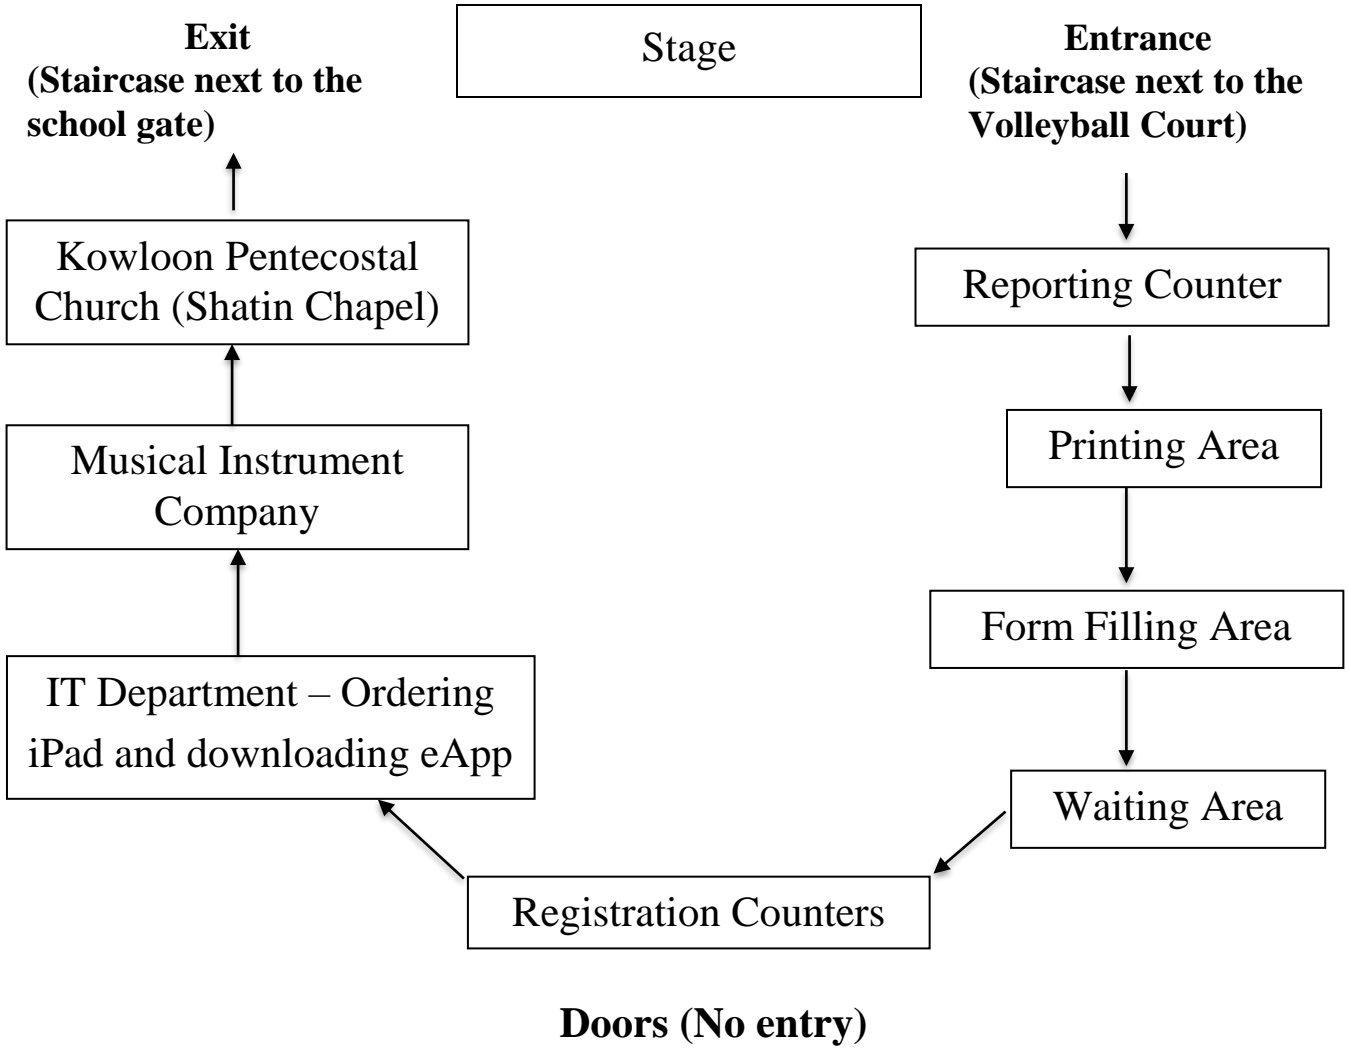 Exit
(Staircase next to the
school gate)
Stage
Entrance
(Staircase next to the
Volleyball Court)
Kowloon Pentecostal
Church (Shatin Chapel)
Reporting Counter
Musical Instrument
Company
Printing Area
Form Filling Area
IT Department – Ordering
iPad and downloading eApp
Waiting Area
Registration Counters
Doors (No entry)